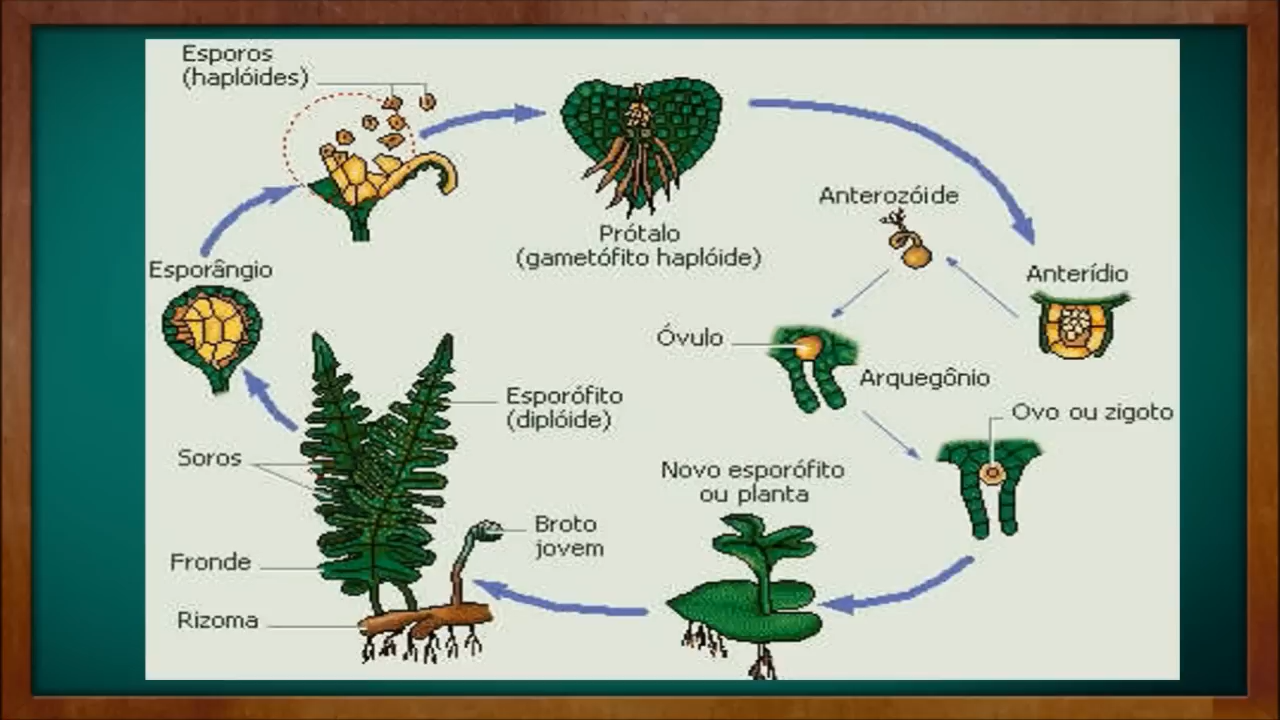 Esporos
(haplóides)
Prótalo
(gametófito haplóide)
Anterozóide
Anterídio
Esporângio
Óvulo
Arquegônio
Ovo ou zigoto
Esporófito
(diplóide)
Soros
Novo esporófito
ou planta
Broto
jovem
Fronde
Rizoma